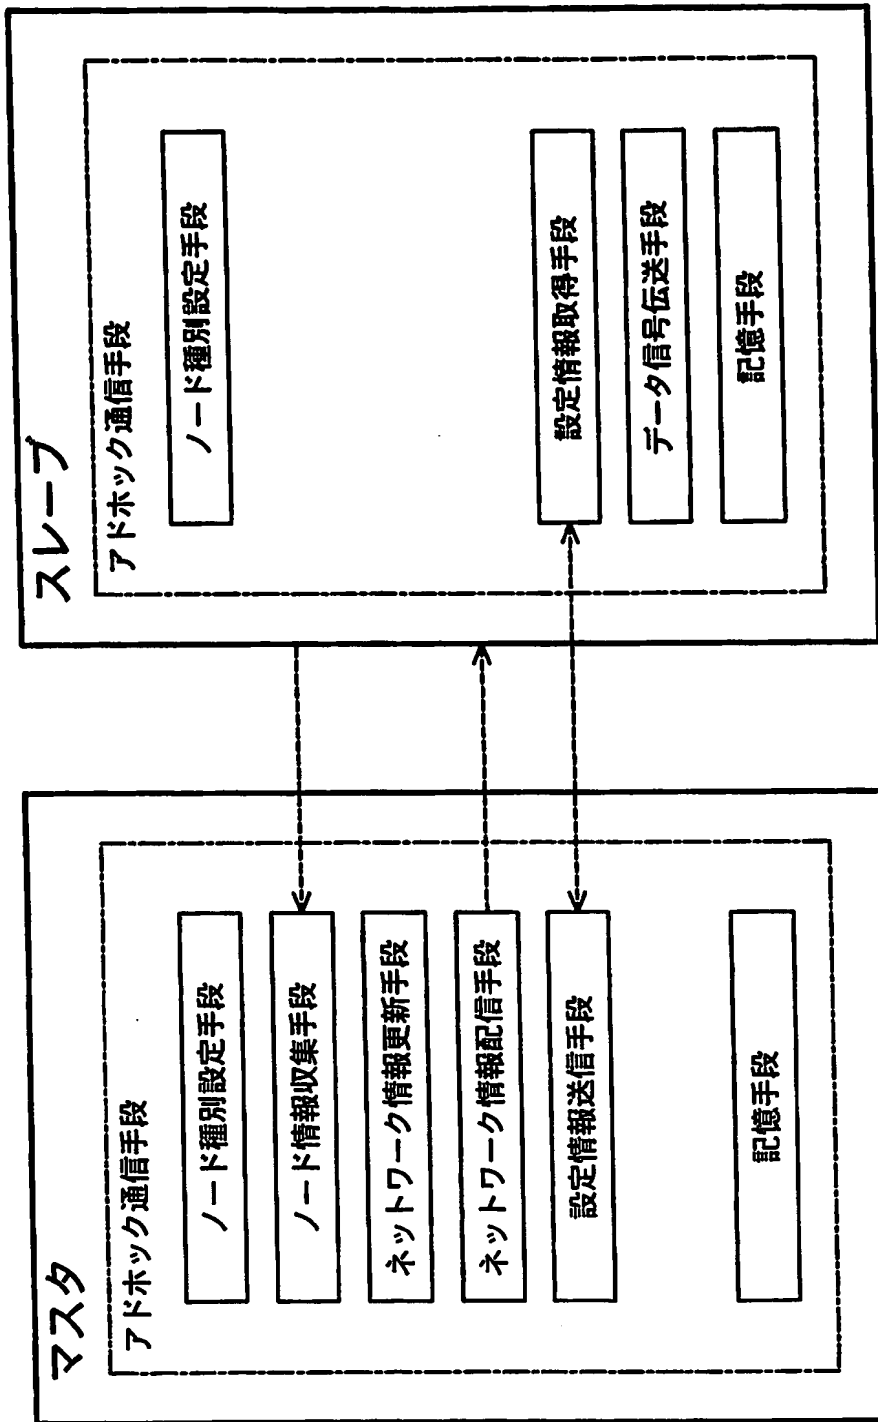 マスタ
アドホック通信手段
ノード種別設定手段
ノード情報収集手段
ネットワーク情報更新手段
ネットワーク情報配信手段
設定情報送信手段
記憶手段
スレーブ
アドホック通信手段
ノード種別設定手段
設定情報取得手段
データ信号伝送手段
記憶手段